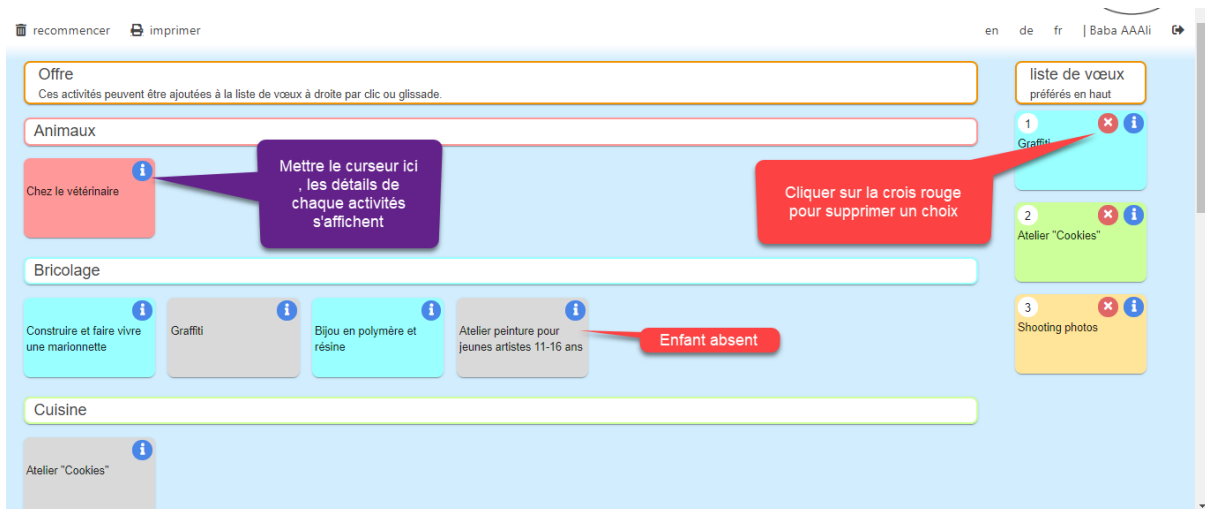 recommencer imprimer en de fr | Baba AAAli
Offre
Ces activités peuvent être ajoutées à la liste de vœux à droite par clic ou glissade.
liste de vœux
préférés en haut
Animaux
Chez le vétérinaire
Mettre le curseur ici
, les détails de
chaque activités
s'affichent
Cliquer sur la crois rouge
pour supprimer un choix
1
Graffiti
2
Atelier "Cookies"
3
Shooting photos
Bricolage
Construire et faire vivre
une marionnette
Graffiti
Bijou en polymére et
résine
Atelier peinture pour
jeunes artistes 11-16 ans
Enfant absent
Cuisine
Atelier "Cookies"